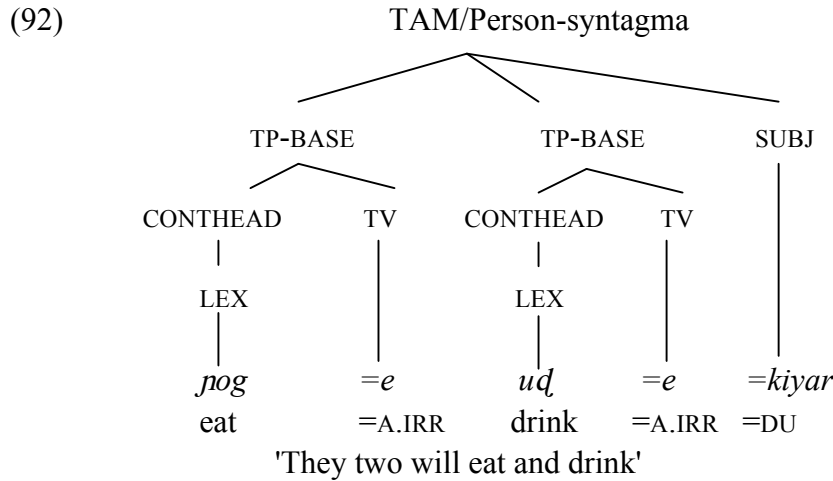 (92) TAM/Person-syntagma
TP-BASE TP-BASE SUBJ
CONTHEAD TV CONTHEAD TV
LEX LEX
ɲog =e uɖ =e =kiyar
eat =A.IRR drink =A.IRR =DU
'They two will eat and drink'